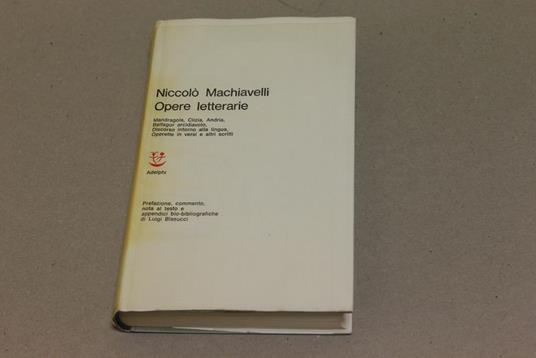 Niccolò Machiavelli
Opere letterarie
Mandragola, Clizia, Andria,
Belfagor arcidiavolo,
Discorso intorno alla lingua,
Operette in versi e altri scritti
Adelphi
Prefazione, commento,
nota al testo e
appendici bio-bibliografiche
di Luigi Blasucci